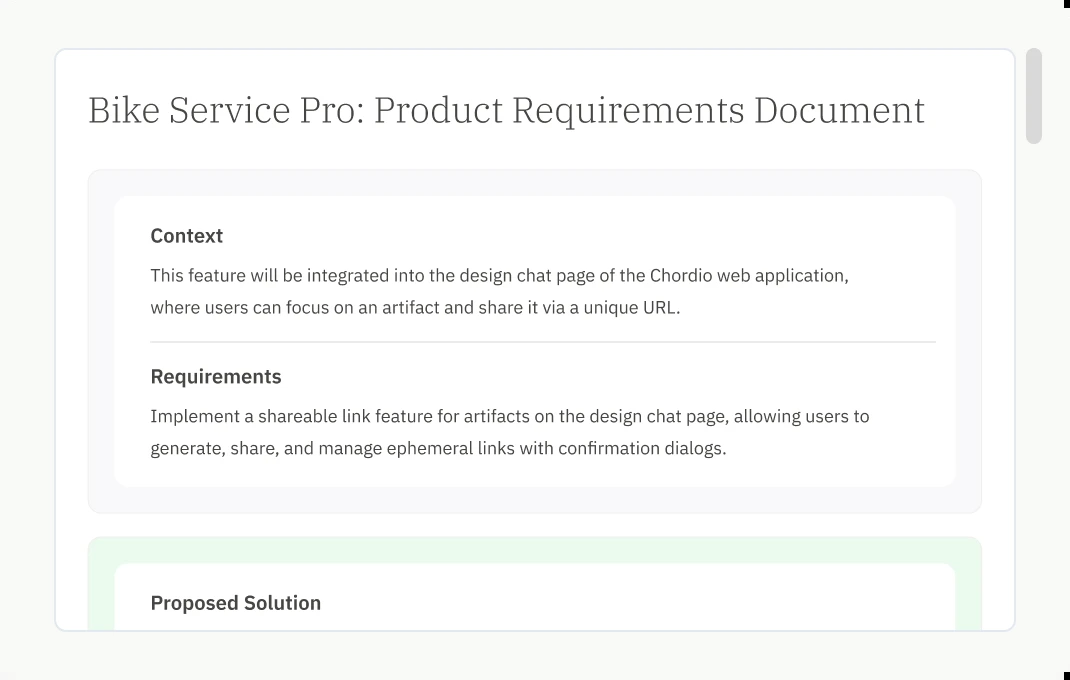 Bike Service Pro: Product Requirements Document
Context
This feature will be integrated into the design chat page of the Chordio web application,
where users can focus on an artifact and share it via a unique URL.
Requirements
Implement a shareable link feature for artifacts on the design chat page, allowing users to
generate, share, and manage ephemeral links with confirmation dialogs.
Proposed Solution